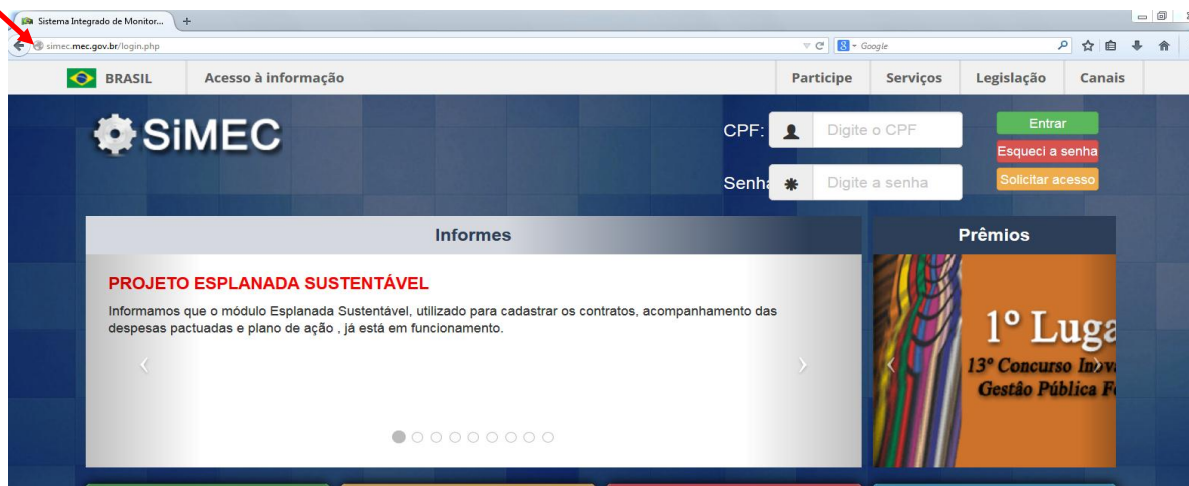 Sistema Integrado de Monitor...
simec.mec.gov.br/login.php
Google
BRASIL Acesso à informação Participe Serviços Legislação Canais
SiMEC
CPF: Digite o CPF Entrar
Esqueci a senha
Senha Digite a senha Solicitar acesso
Informes
Prêmios
PROJETO ESPLANADA SUSTENTÁVEL
Informamos que o módulo Esplanada Sustentável, utilizado para cadastrar os contratos, acompanhamento das
despesas pactuadas e plano de ação , já está em funcionamento.
1º Luga
13º Concurso Inov
Gestão Pública F